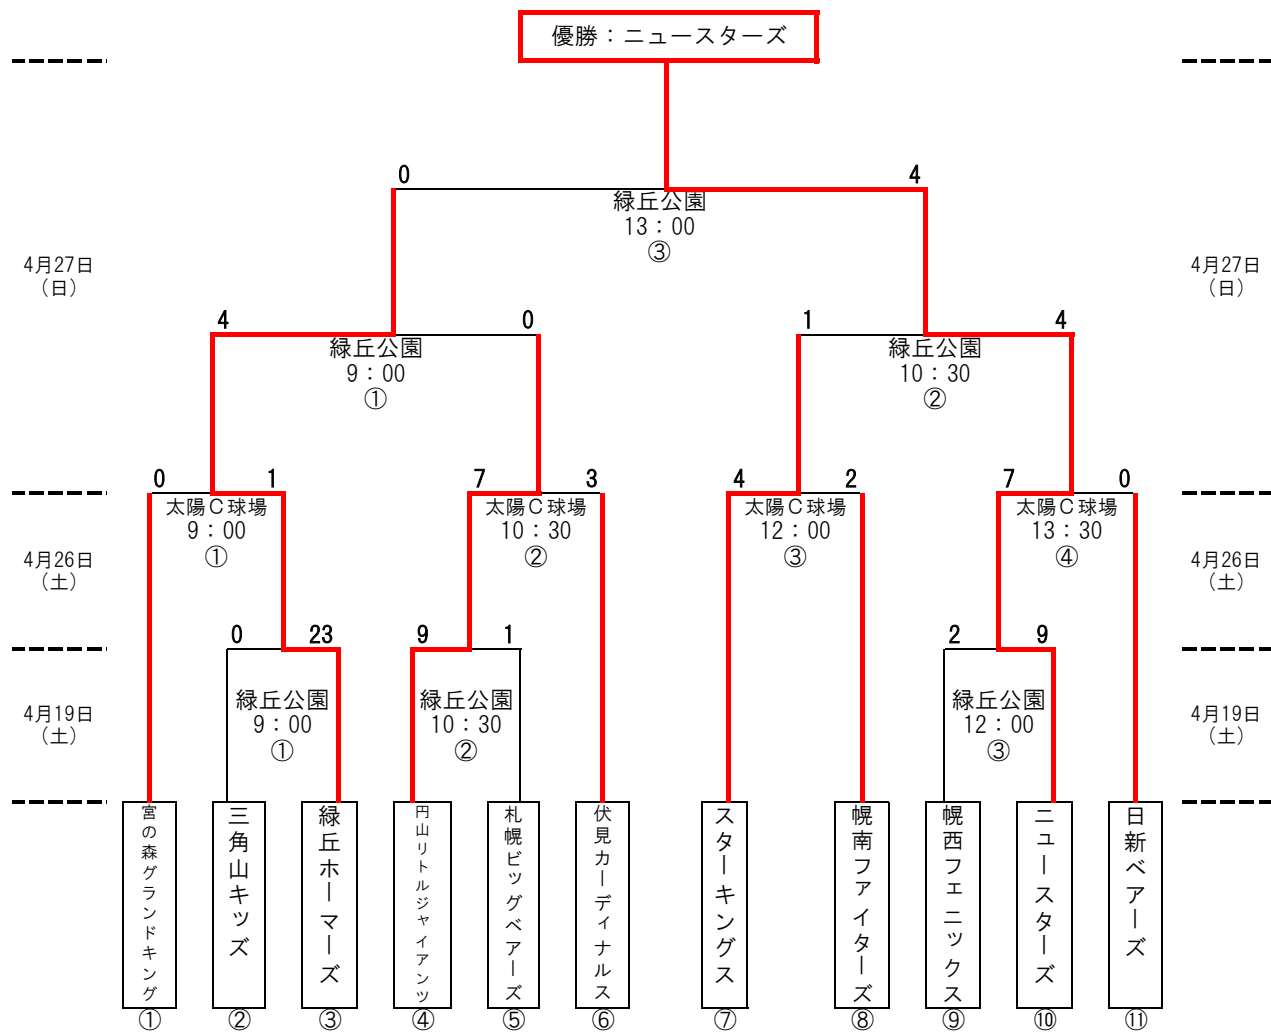 優勝：ニュースターズ
0
4
緑丘公園
13：00
③
4月27日
（日）
4月27日
（日）
4
0
1
4
緑丘公園
9：00
①
緑丘公園
10：30
②
0
1
7
3
4
2
7
0
太陽Ｃ球場
9：00
①
太陽Ｃ球場
10：30
②
太陽Ｃ球場
12：00
③
太陽Ｃ球場
13：30
④
4月26日
（土）
4月26日
（土）
0
23
9
1
2
9
緑丘公園
9：00
①
緑丘公園
10：30
②
緑丘公園
12：00
③
4月19日
（土）
4月19日
（土）
宮の森グランドキング
三角山キッズ
緑丘ホーマーズ
円山リトルジャイアンツ
札幌ビッグベアーズ
伏見カーディナルス
スターキングス
幌南ファイターズ
幌西フェニックス
ニュースターズ
日新ベアーズ
①
②
③
④
⑤
⑥
⑦
⑧
⑨
⑩
⑪